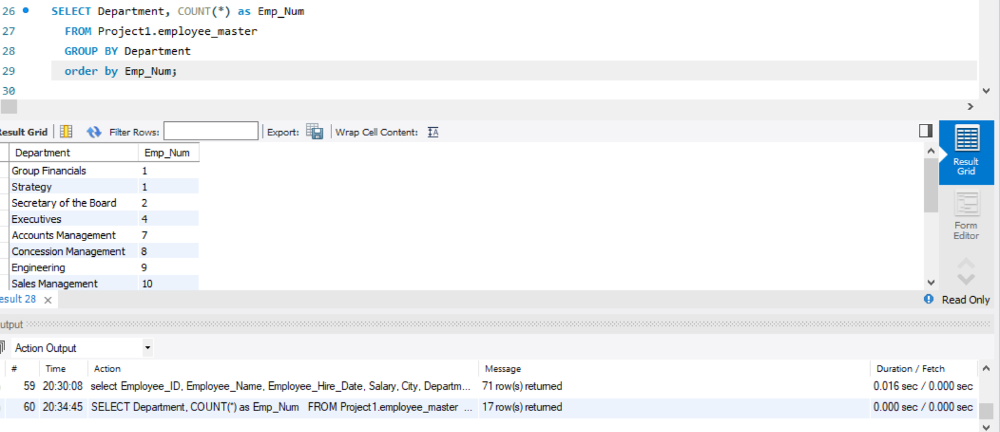 26 SELECT Department, COUNT(*) as Emp_Num
27 FROM Project1.employee_master
28 GROUP BY Department
29 order by Emp_Num;
30
Result Grid Filter Rows: Export: Wrap Cell Content: IA
Department Emp_Num
Group Financials 1
Strategy 1
Secretary of the Board 2
Executives 4
Accounts Management 7
Concession Management 8
Engineering 9
Sales Management 10
Result
Grid
Form
Editor
esult 28 ×
Read Only
utput
Action Output
# Time Action Message Duration / Fetch
59 20:30:08 select Employee_ID, Employee_Name, Employee_Hire_Date, Salary, City, Departm... 71 row(s) returned 0.016 sec / 0.000 sec
60 20:34:45 SELECT Department, COUNT(*) as Emp_Num FROM Project1.employee_master ... 17 row(s) returned 0.000 sec / 0.000 sec